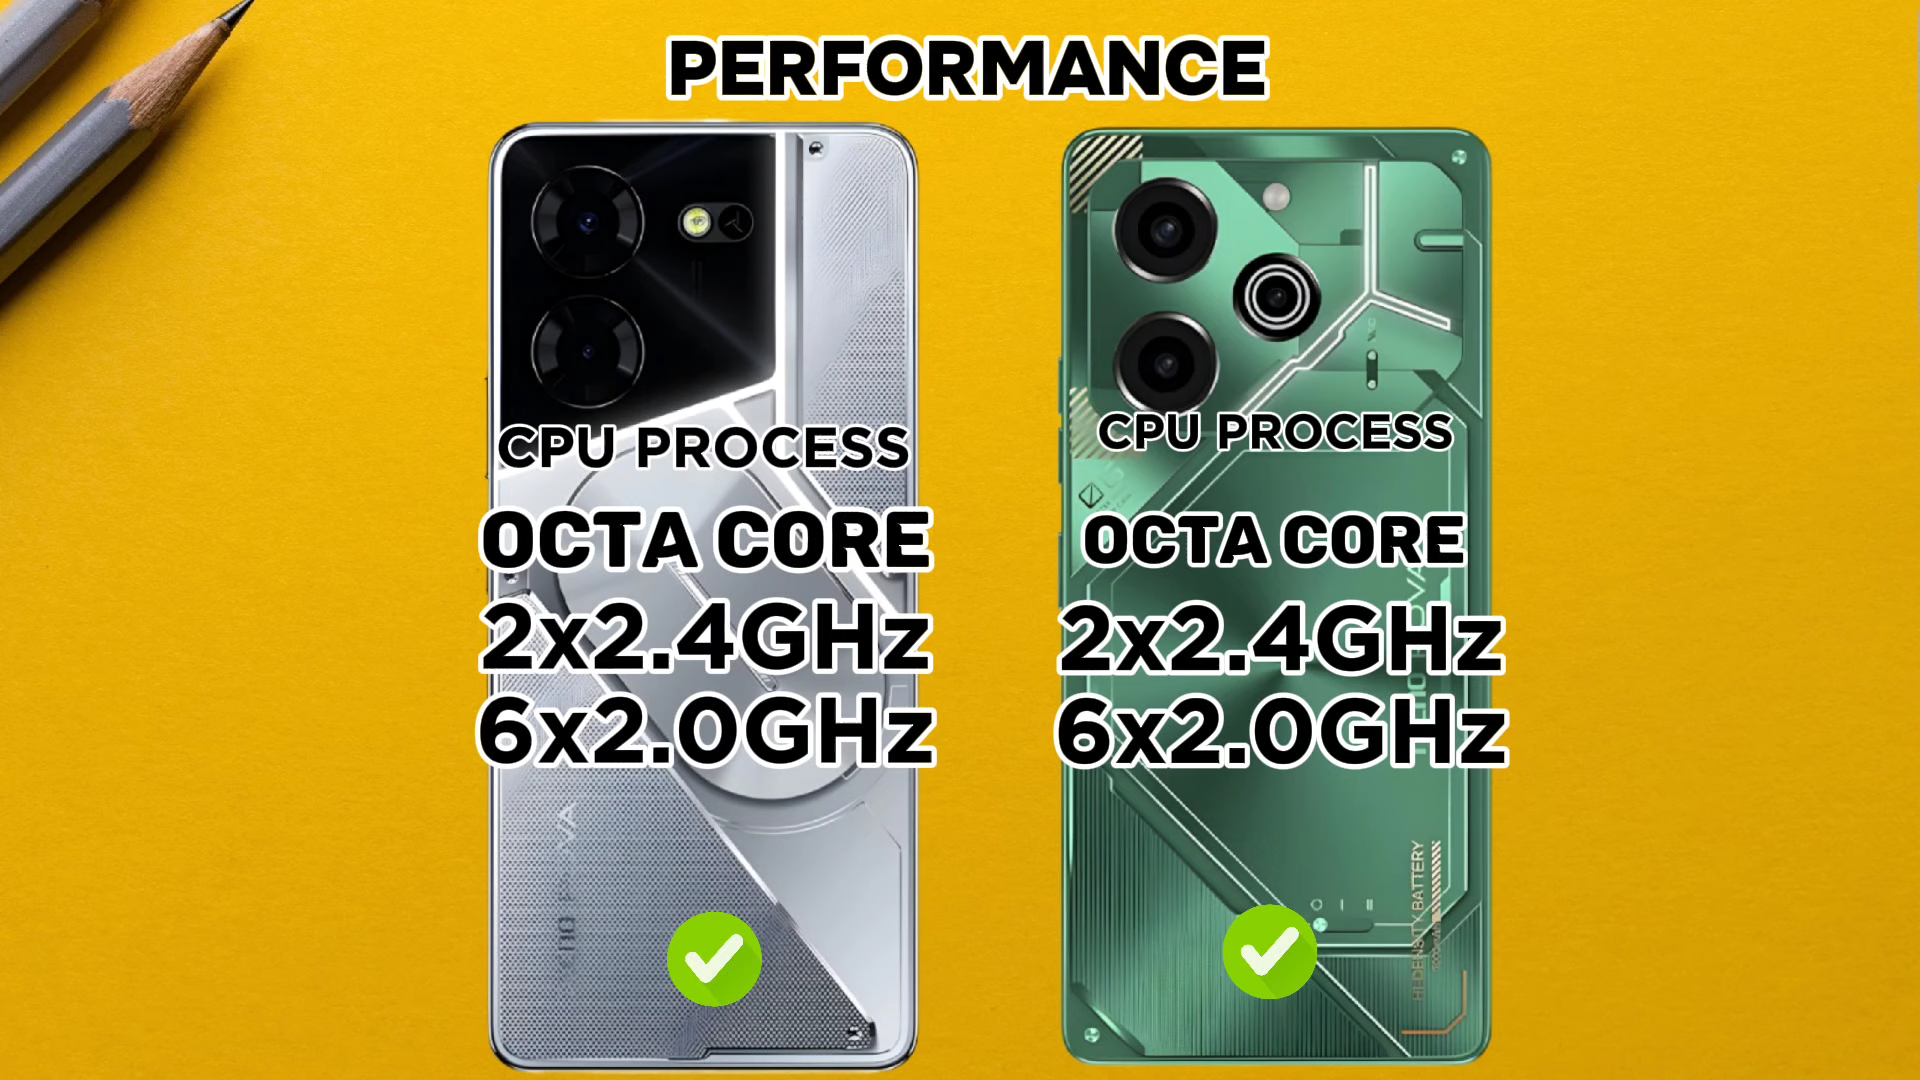 PERFORMANCE
CPU PROCESS
OCTA CORE
2x2.4GHz
6x2.0GHz
CPU PROCESS
OCTA CORE
2x2.4GHz
6x2.0GHz